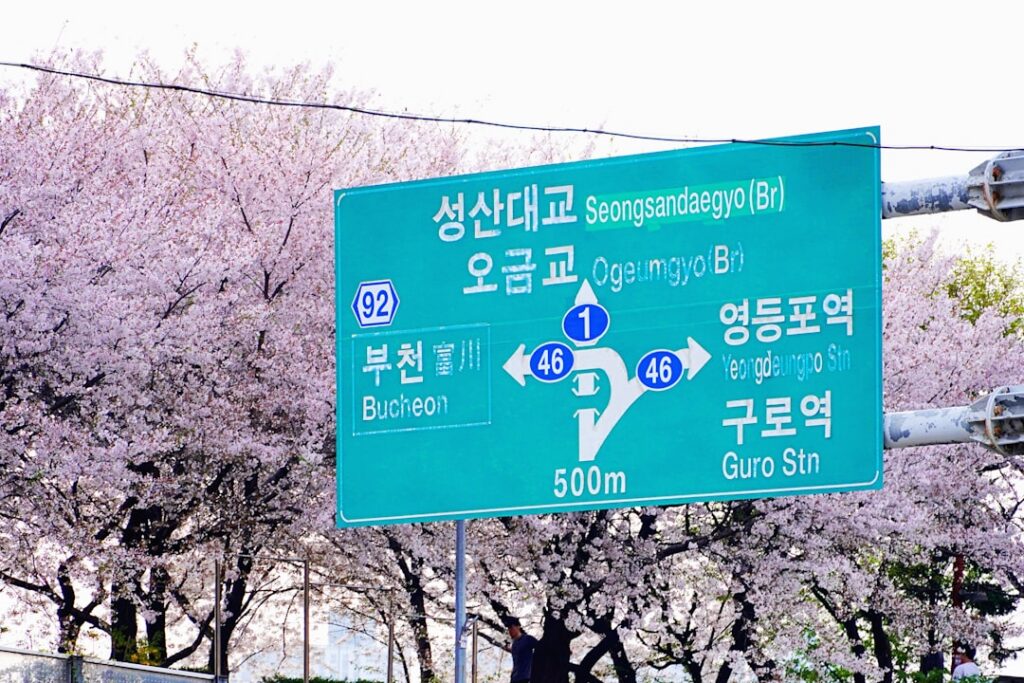 성산대교 Seongsandaegyo (Br)
오금교 Ogeumgyo (Br)
92
1
영등포역
부천 富川
46
46
Yeongdeungpo Stn
Bucheon
구로역
Guro Stn
500m